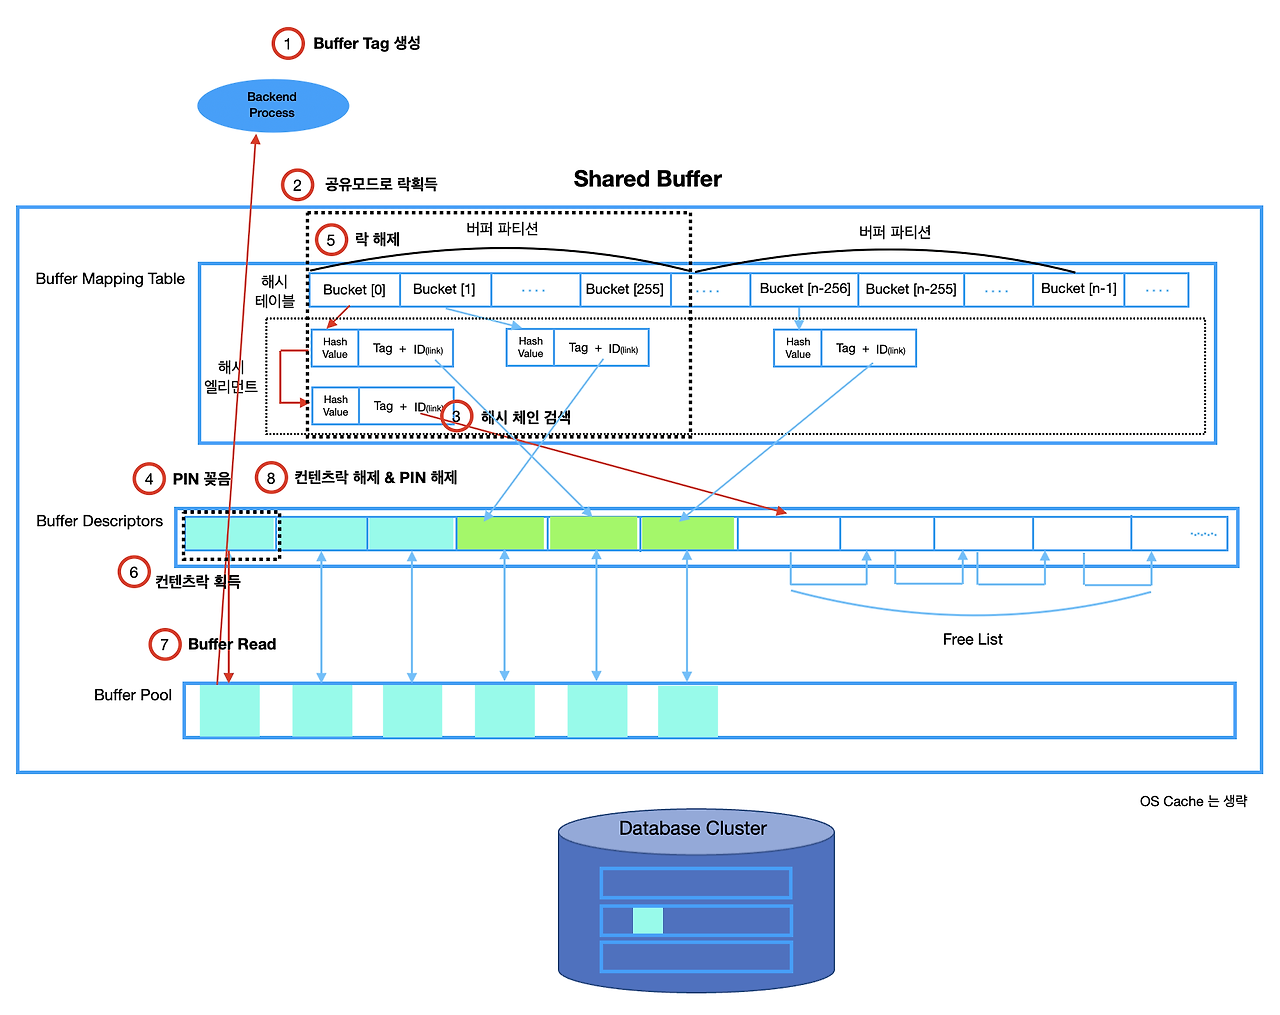 1 Buffer Tag 생성
Backend
Process
2 공유모드로 락획득
Shared Buffer
5 락 해제
버퍼 파티션
버퍼 파티션
Buffer Mapping Table
해시
테이블
Bucket [0]
Bucket [1]
....
Bucket [255]
....
Bucket [n-256]
Bucket [n-255]
....
Bucket [n-1]
....
해시
엘리먼트
Hash
Value
Tag + ID(link)
Hash
Value
Tag + ID(link)
Hash
Value
Tag + ID(link)
Hash
Value
Tag + ID(link)
3 해시 체인 검색
4 PIN 꽂음
8 컨텐츠락 해제 & PIN 해제
Buffer Descriptors
6 컨텐츠락 획득
7 Buffer Read
Free List
Buffer Pool
OS Cache 는 생략
Database Cluster